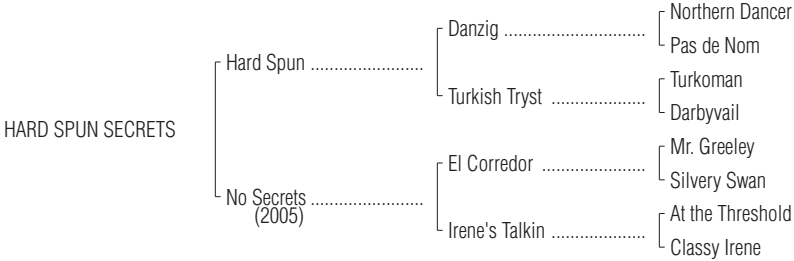 Northern Dancer
Danzig ..............................
Pas de Nom
Hard Spun ........................
Turkoman
Turkish Tryst ....................
Darbyvail
HARD SPUN SECRETS
Mr. Greeley
El Corredor ......................
Silvery Swan
No Secrets ........................
(2005)
At the Threshold
Irene's Talkin ....................
Classy Irene